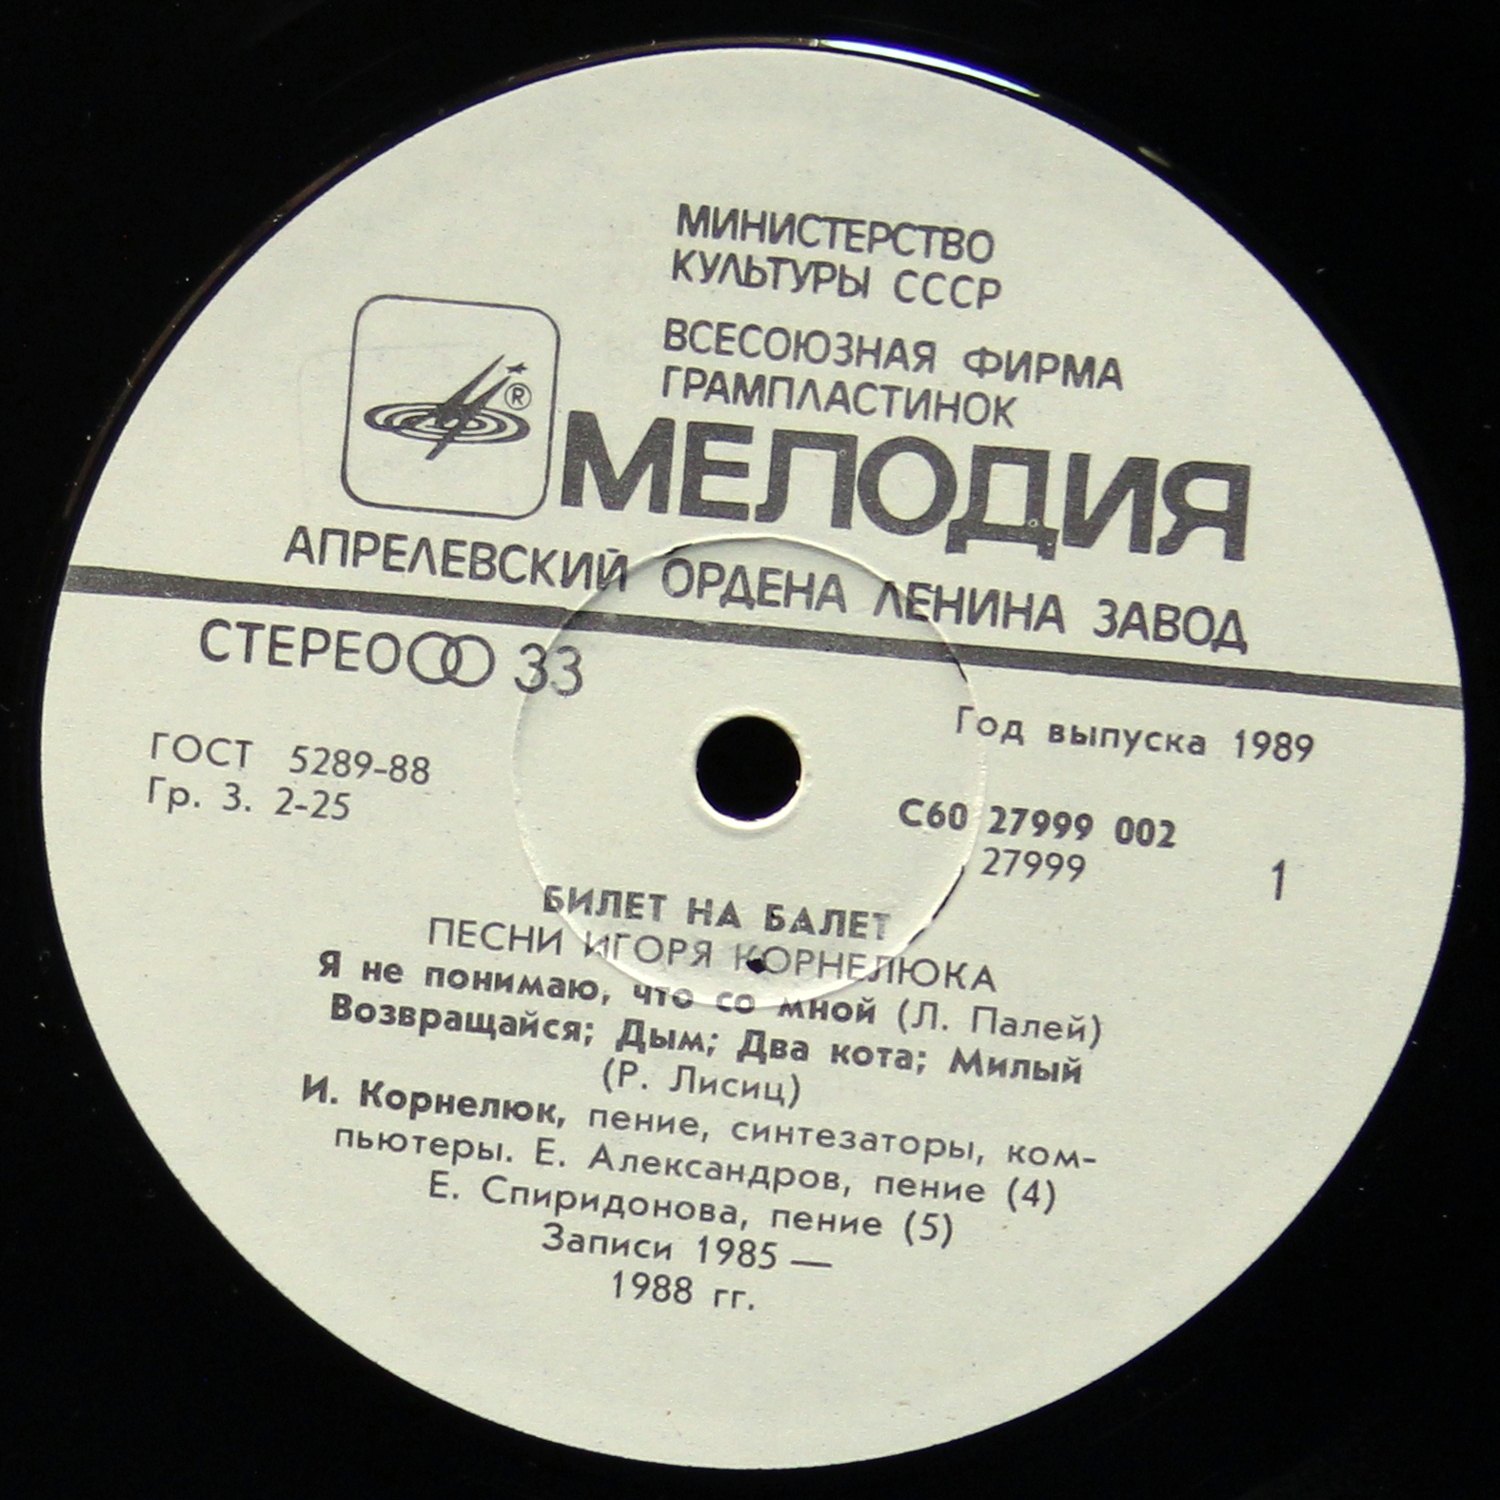 МИНИСТЕРСТВО
КУЛЬТУРЫ СССР
ВСЕСОЮЗНАЯ ФИРМА
ГРАМПЛАСТИНОК
®
МЕЛОДИЯ
АПРЕЛЕВСКИЙ ОРДЕНА ЛЕНИНА ЗАВОД
СТЕРЕО 33
Год выпуска 1989
ГОСТ 5289-88
Гр. 3. 2-25
С60 27999 002
27999
1
БИЛЕТ НА БАЛЕТ
ПЕСНИ ИГОРЯ КОРНЕЛЮКА
Я не понимаю, что со мной (Л. Палей)
Возвращайся; Дым; Два кота; Милый
(Р. Лисиц)
И. Корнелюк, пение, синтезаторы, ком-
пьютеры. Е. Александров, пение (4)
Е. Спиридонова, пение (5)
Записи 1985 —
1988 гг.